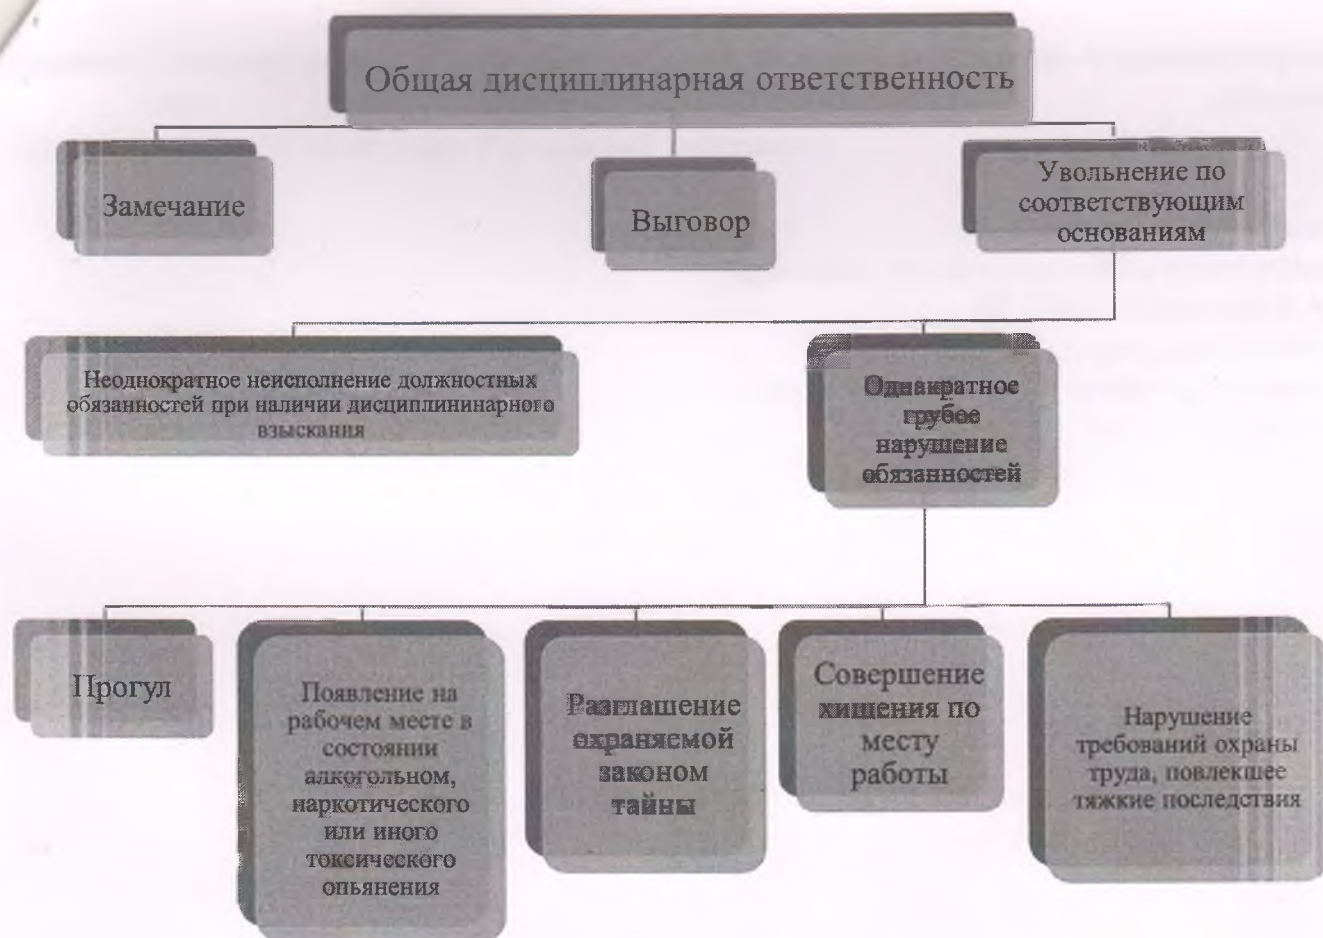 Общая дисциплинарная ответственность
Замечание
Выговор
Увольнение по
соответствующим
основаниям
Неоднократное неисполнение должностных
обязанностей при наличии дисциплининарного
взыскания
Однакратное
грубое
нарушение
обязанностей
Прогул
Появление на
рабочем месте в
состоянии
алкогольном,
наркотического
или иного
токсического
опьянения
Разглашение
охраняемой
законом
тайны
Совершение
хищения по
месту
работы
Нарушение
требований охраны
труда, повлекшее
тяжкие последствия